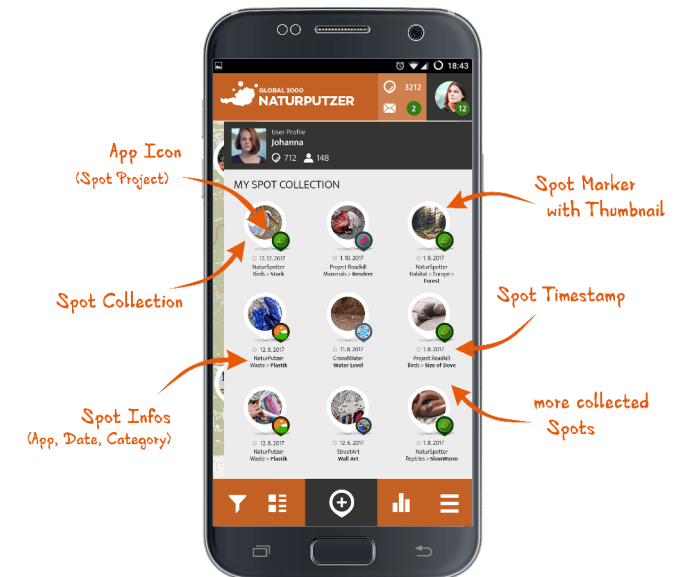 18:43
GLOBAL 2000
NATURPUTZER
3212
2
12
User Profile
Johanna
712 148
MY SPOT COLLECTION
App Icon
(Spot Project)
Spot Marker
with Thumbnail
12. 12. 2017
NaturSpotter
Birds > Stork
1. 10. 2017
Project Roadkill
Mammals > Rendeer
1. 9. 2017
NaturSpotter
Habitat > Europe >
Forest
Spot Collection
Spot Timestamp
12. 8. 2017
NaturPutzer
Waste > Plastik
11. 8. 2017
CrowdWater
Water Level
1. 8. 2017
Project Roadkill
Birds > Size of Dove
Spot Infos
(App, Date, Category)
more collected
Spots
12. 8. 2017
NaturPutzer
Waste > Plastik
12. 6. 2017
StreetArt
Wall Art
1. 8. 2017
NaturSpotter
Reptiles > SlowWorm